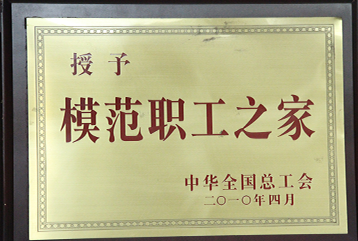 授予
模范职工之家
中华全国总工会
二〇一〇年四月